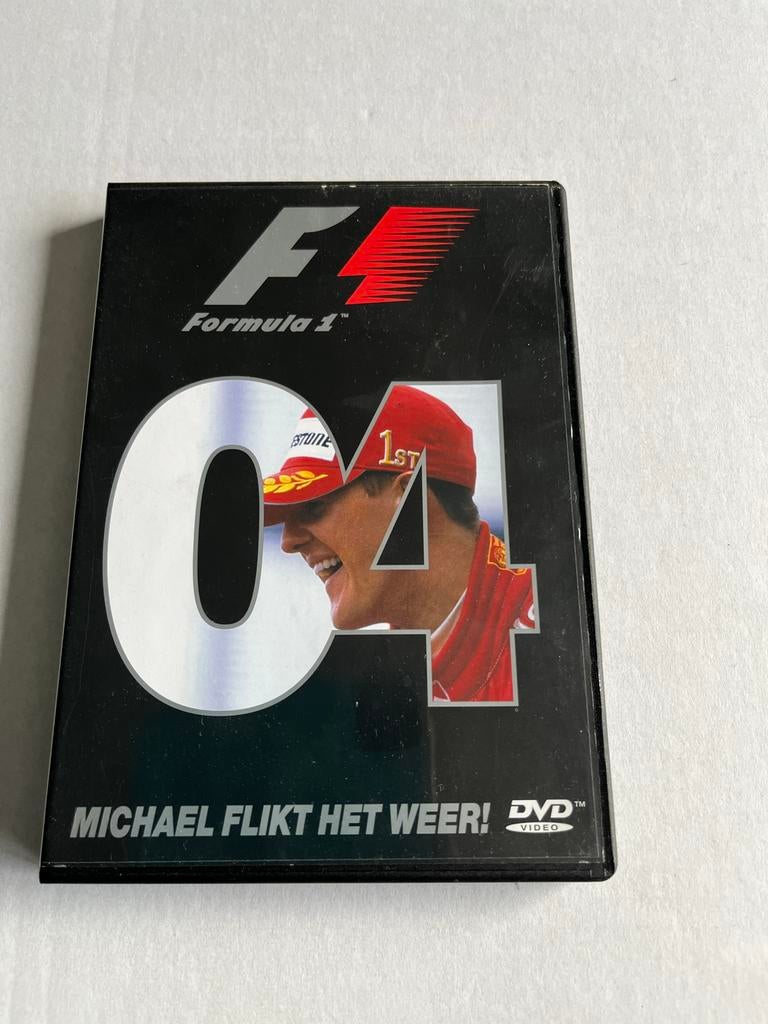 F1
Formula 1™
04
ESTONE
1ST
MICHAEL FLIKT HET WEER!
DVD™
VIDEO